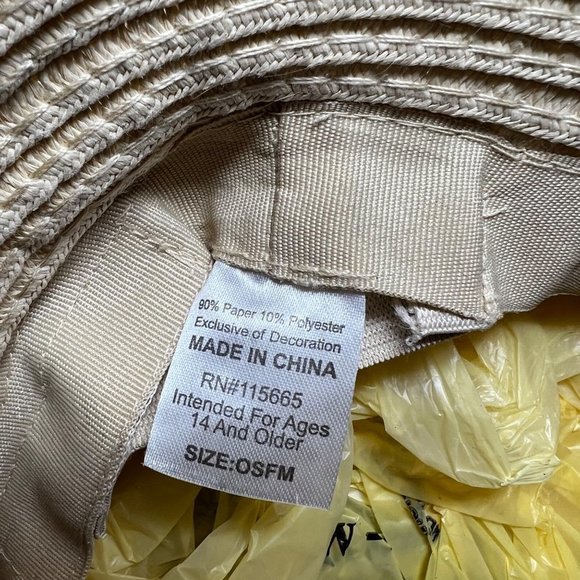 90% Paper 10% Polyester
Exclusive of Decoration
MADE IN CHINA
RN#115665
Intended For Ages
14 And Older
SIZE:OSFM